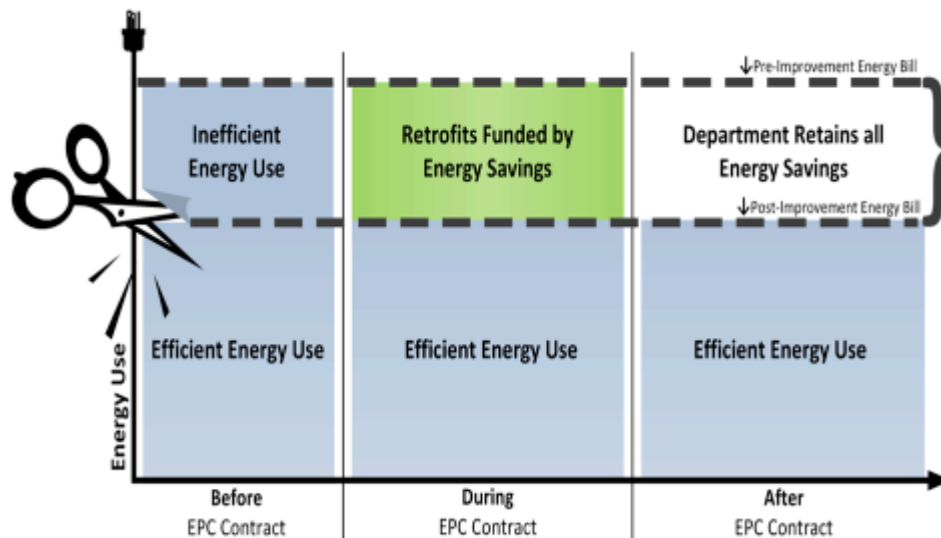 ↓Pre-Improvement Energy Bill
Inefficient
Energy Use
Retrofits Funded by
Energy Savings
Department Retains all
Energy Savings
↓Post-Improvement Energy Bill
Efficient Energy Use
Efficient Energy Use
Efficient Energy Use
Energy Use
Before
EPC Contract
During
EPC Contract
After
EPC Contract